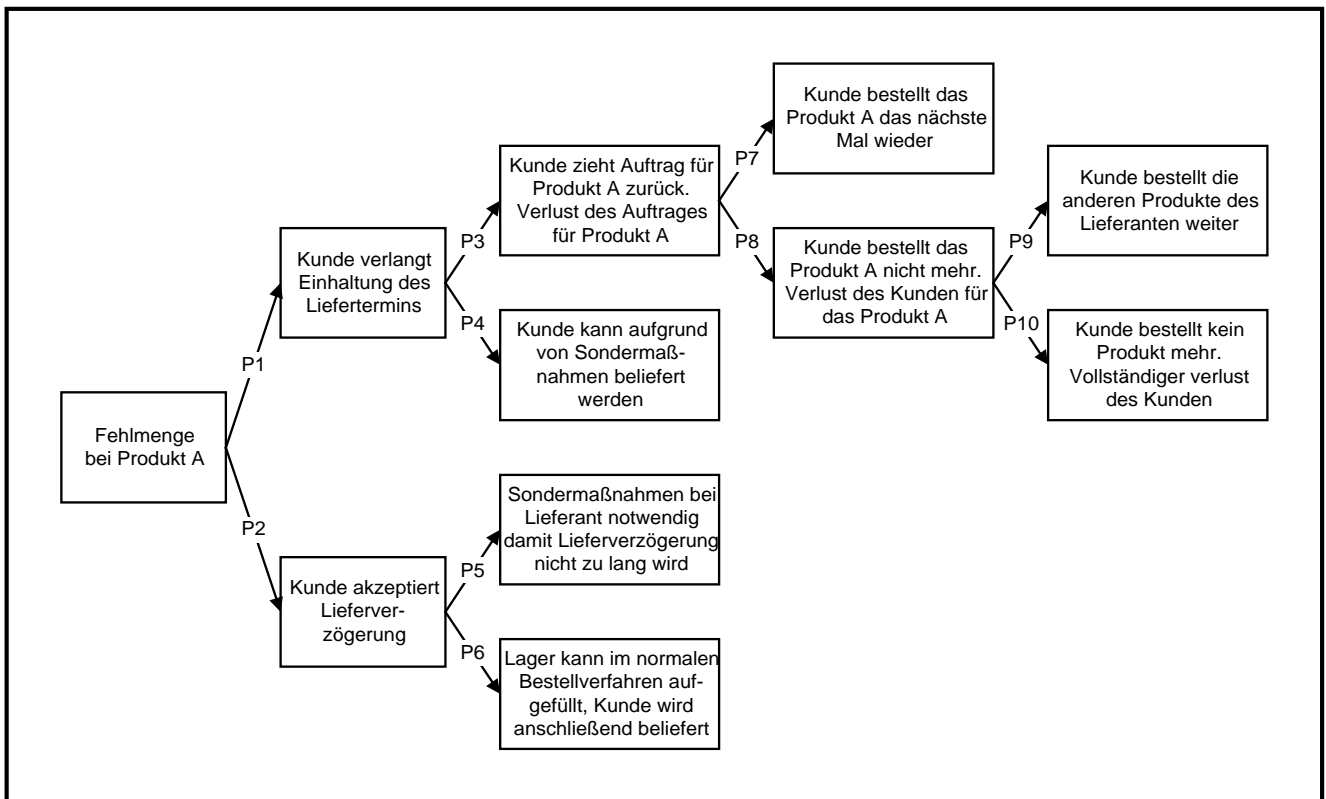 Kunde bestellt das
Produkt A das nächste
Mal wieder
P7
Kunde zieht Auftrag für
Produkt A zurück.
Verlust des Auftrages
für Produkt A
Kunde bestellt die
anderen Produkte des
Lieferanten weiter
P3
P8
P9
Kunde verlangt
Einhaltung des
Liefertermins
Kunde bestellt das
Produkt A nicht mehr.
Verlust des Kunden für
das Produkt A
P4
P10
Kunde kann aufgrund
von Sondermaß-
nahmen beliefert
werden
Kunde bestellt kein
Produkt mehr.
Vollständiger verlust
des Kunden
P1
Fehlmenge
bei Produkt A
P2
Sondermaßnahmen bei
Lieferant notwendig
damit Lieferverzögerung
nicht zu lang wird
P5
Kunde akzeptiert
Lieferver-
zögerung
P6
Lager kann im normalen
Bestellverfahren auf-
gefüllt, Kunde wird
anschließend beliefert